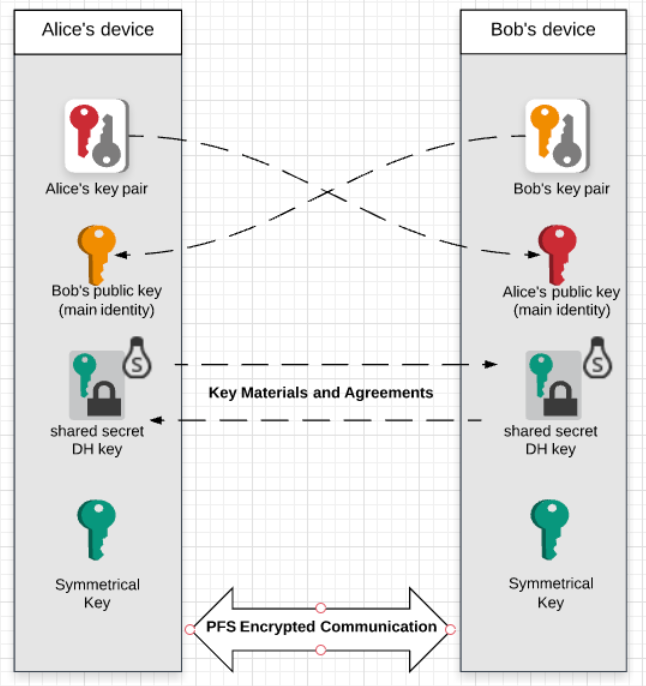 Alice's device
Bob's device
Alice's key pair
Bob's key pair
Bob's public key
(main identity)
Alice's public key
(main identity)
S
S
Key Materials and Agreements
shared secret
DH key
shared secret
DH key
Symmetrical
Key
Symmetrical
Key
PFS Encrypted Communication